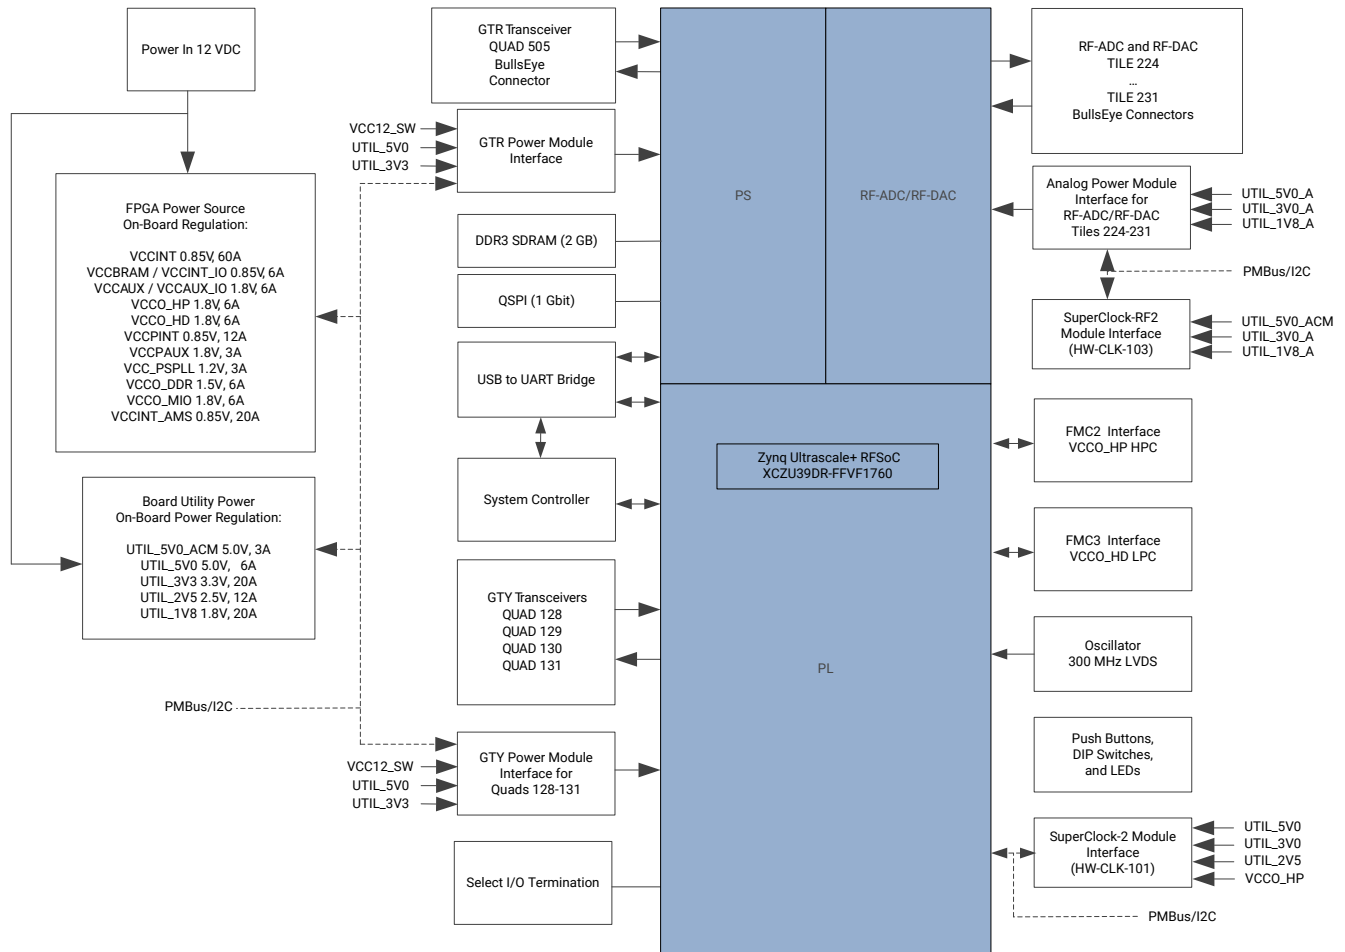 Power In 12 VDC
FPGA Power Source
On-Board Regulation:
VCCINT 0.85V, 60A
VCCBRAM / VCCINT_IO 0.85V, 6A
VCCAUX / VCCAUX_IO 1.8V, 6A
VCCO_HP 1.8V, 6A
VCCO_HD 1.8V, 6A
VCCPINT 0.85V, 12A
VCCPAUX 1.8V, 3A
VCC_PSPLL 1.2V, 3A
VCCO_DDR 1.5V, 6A
VCCO_MIO 1.8V, 6A
VCCINT_AMS 0.85V, 20A
Board Utility Power
On-Board Power Regulation:
UTIL_5V0_ACM 5.0V, 3A
UTIL_5V0 5.0V, 6A
UTIL_3V3 3.3V, 20A
UTIL_2V5 2.5V, 12A
UTIL_1V8 1.8V, 20A
PMBus/I2C
GTR Transceiver
QUAD 505
BullsEye
Connector
VCC12_SW
UTIL_5V0
UTIL_3V3
GTR Power Module
Interface
DDR3 SDRAM (2 GB)
QSPI (1 Gbit)
USB to UART Bridge
System Controller
GTY Transceivers
QUAD 128
QUAD 129
QUAD 130
QUAD 131
VCC12_SW
UTIL_5V0
UTIL_3V3
GTY Power Module
Interface for
Quads 128-131
Select I/O Termination
PS
RF-ADC/RF-DAC
Zynq Ultrascale+ RFSoC
XCZU39DR-FFVF1760
PL
RF-ADC and RF-DAC
TILE 224
...
TILE 231
BullsEye Connectors
Analog Power Module
Interface for
RF-ADC/RF-DAC
Tiles 224-231
UTIL_5V0_A
UTIL_3V0_A
UTIL_1V8_A
PMBus/I2C
SuperClock-RF2
Module Interface
(HW-CLK-103)
UTIL_5V0_ACM
UTIL_3V0_A
UTIL_1V8_A
FMC2 Interface
VCCO_HP HPC
FMC3 Interface
VCCO_HD LPC
Oscillator
300 MHz LVDS
Push Buttons,
DIP Switches,
and LEDs
SuperClock-2 Module
Interface
(HW-CLK-101)
UTIL_5V0
UTIL_3V0
UTIL_2V5
VCCO_HP
PMBus/I2C